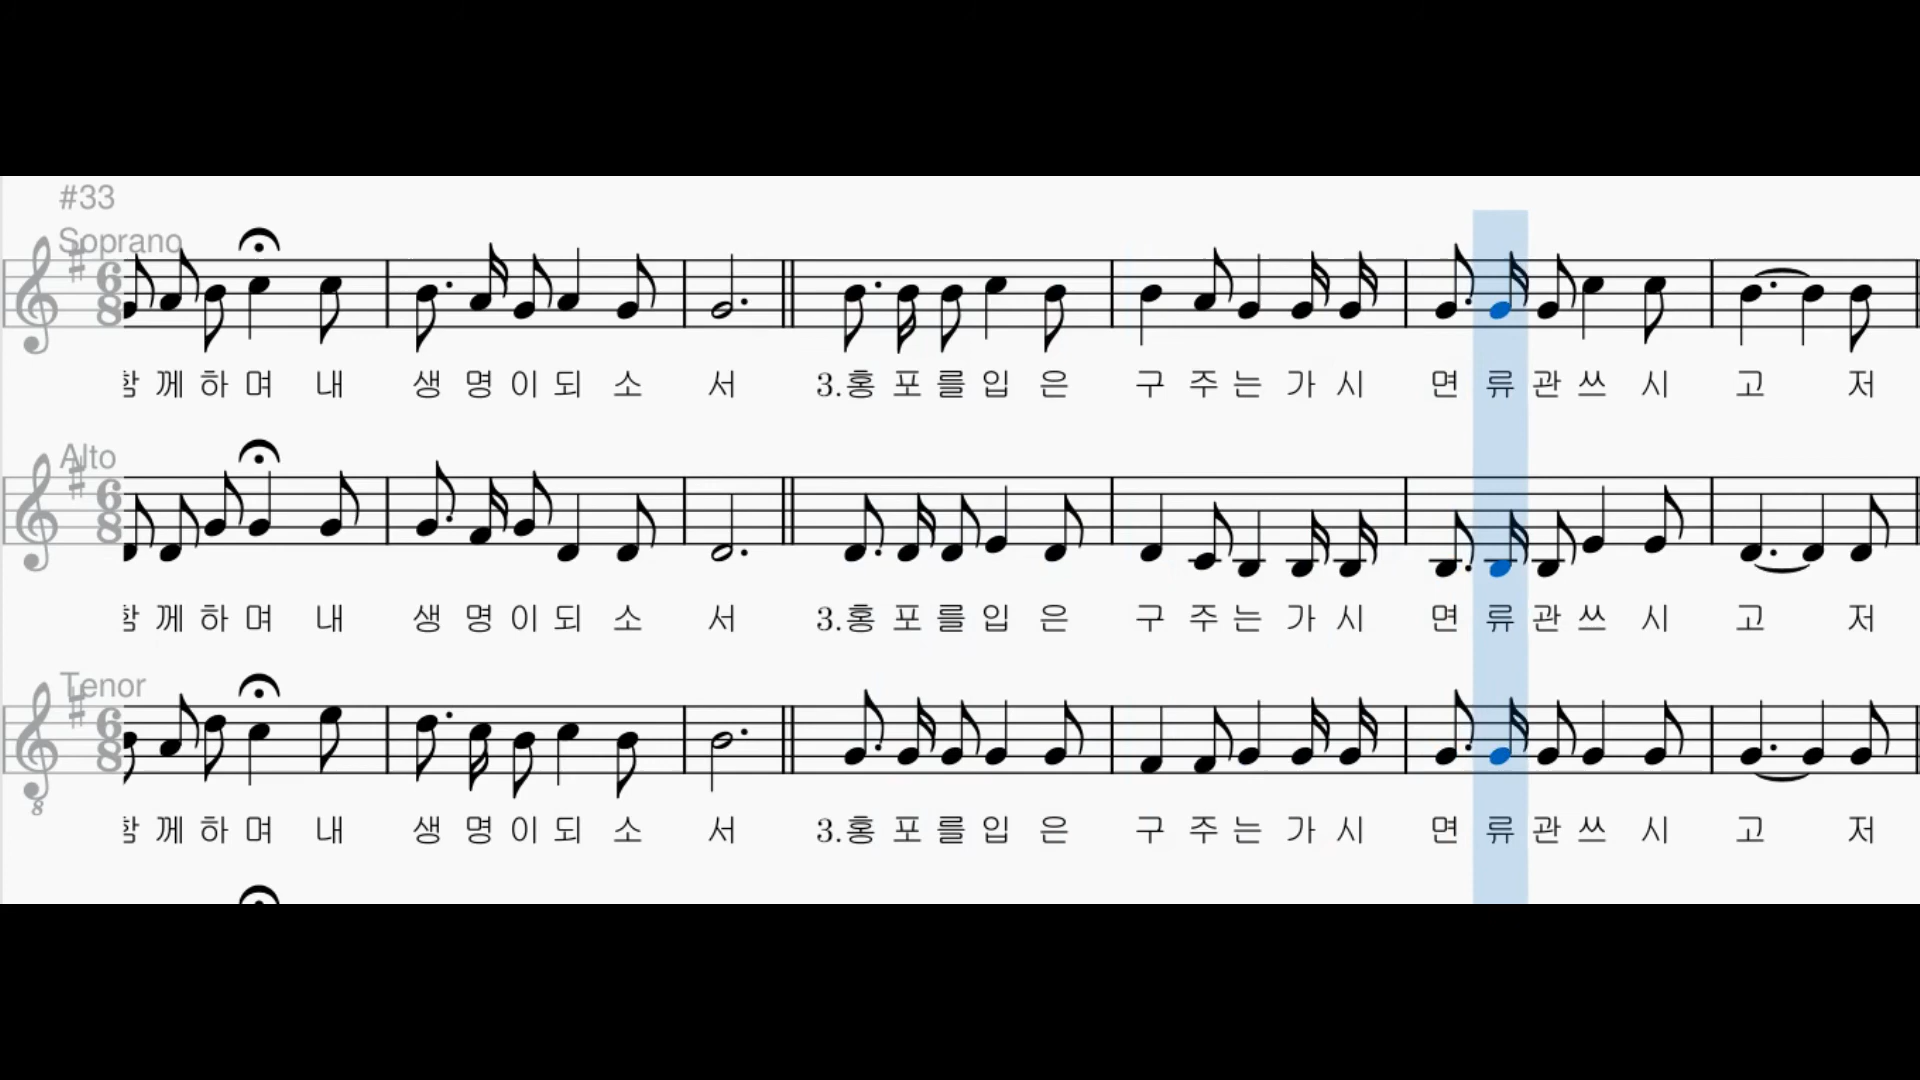 #33
Soprano
께 하 며 내 생 명 이 되 소 서 3.홍 포 를 입 은 구 주 는 가 시 면 류 관 쓰 시 고 저
Alto
께 하 며 내 생 명 이 되 소 서 3.홍 포 를 입 은 구 주 는 가 시 면 류 관 쓰 시 고 저
Tenor
께 하 며 내 생 명 이 되 소 서 3.홍 포 를 입 은 구 주 는 가 시 면 류 관 쓰 시 고 저